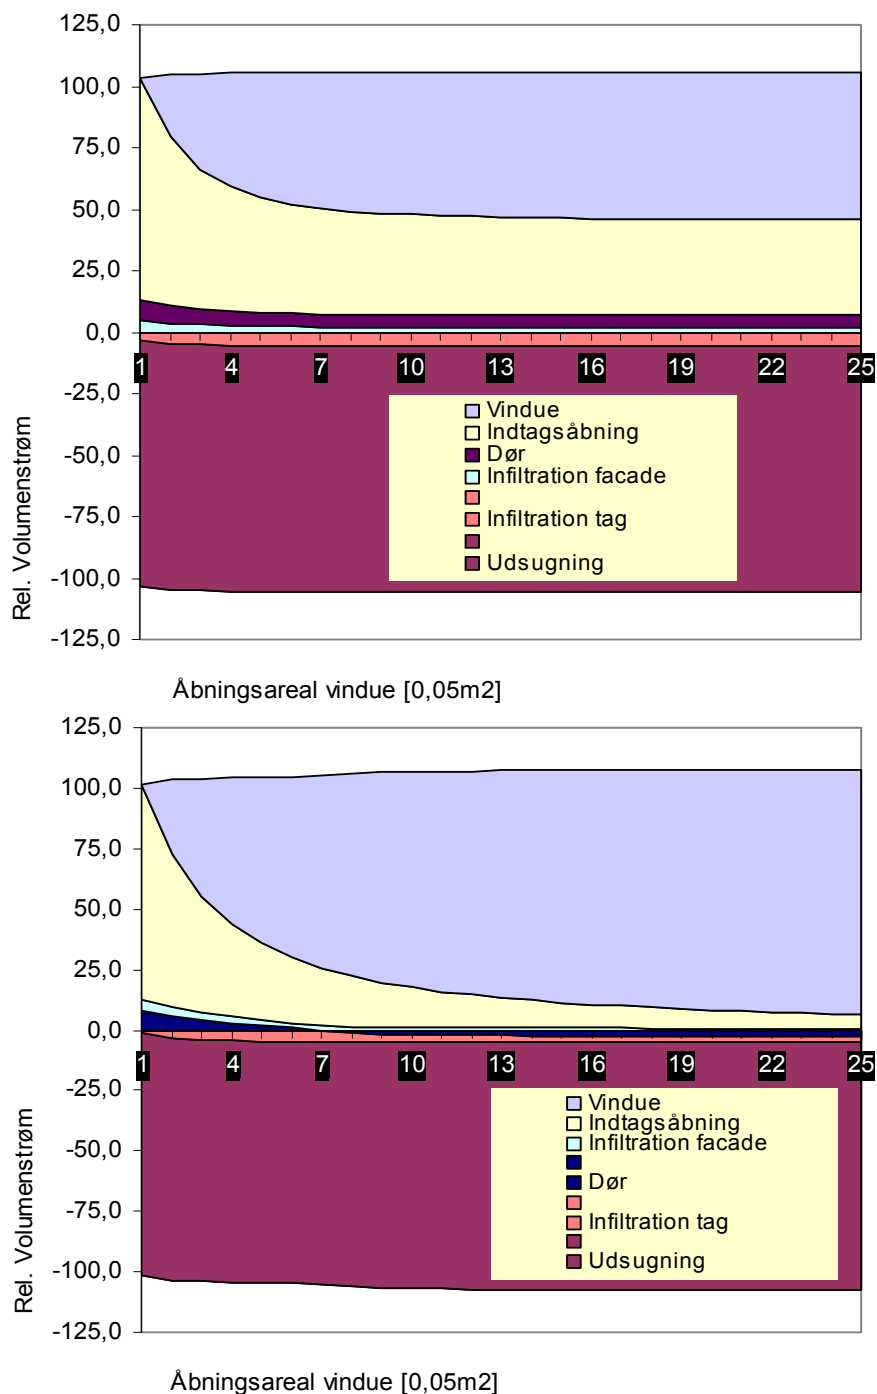 125,0
100,0
75,0
50,0
25,0
0,0
1 4 7 10 13 16 19 22 25
-25,0
-50,0
-75,0
-100,0
-125,0
Rel. Volumenstrøm
Vindue
Indtagsåbning
Dør
Infiltration facade
Infiltration tag
Udsugning
Åbningsareal vindue [0,05m2]
125,0
100,0
75,0
50,0
25,0
0,0
1 4 7 10 13 16 19 22 25
-25,0
-50,0
-75,0
-100,0
-125,0
Rel. Volumenstrøm
Vindue
Indtagsåbning
Infiltration facade
Dør
Infiltration tag
Udsugning
Åbningsareal vindue [0,05m2]